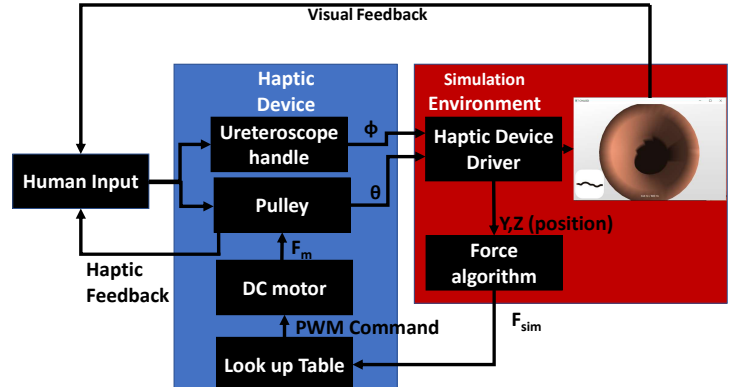 Visual Feedback
Haptic
Device
Simulation
Environment
Ureteroscope
handle
ϕ
Haptic Device
Driver
Human Input
Pulley
θ
Y,Z (position)
Haptic
Feedback
Fm
Force
algorithm
DC motor
PWM Command
Fsim
Look up Table